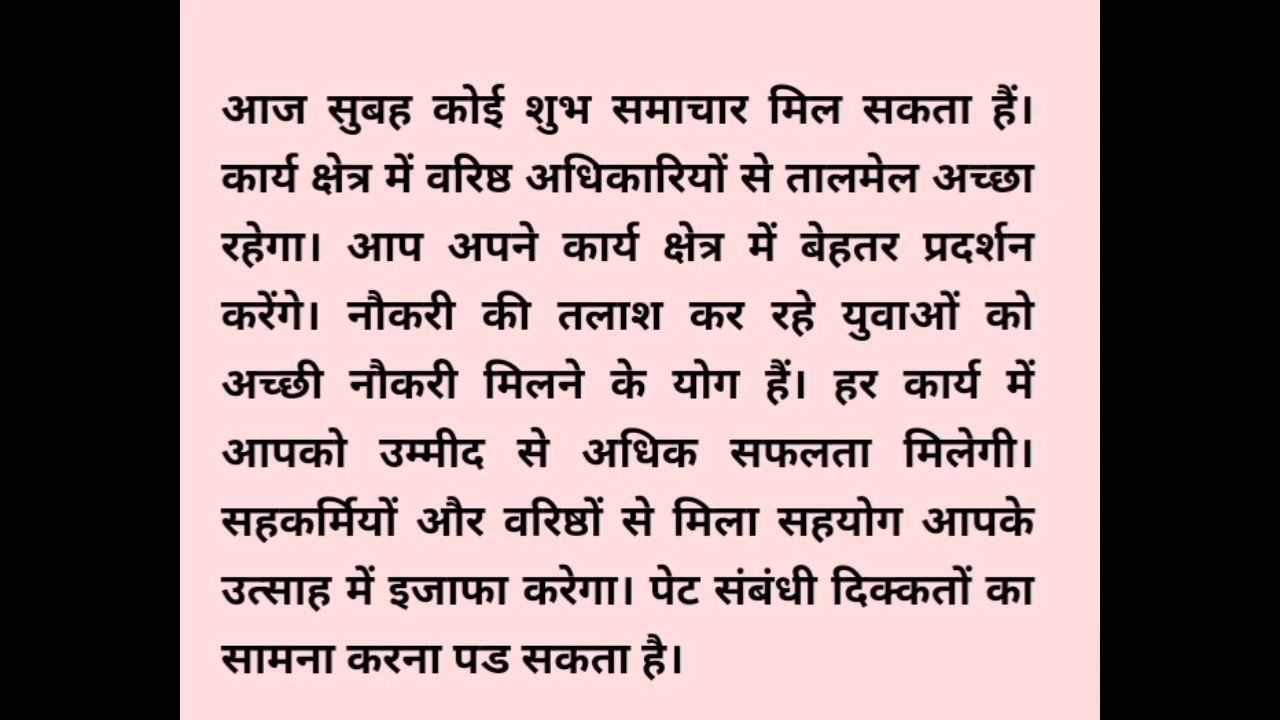 आज सुबह कोई शुभ समाचार मिल सकता हैं।
कार्य क्षेत्र में वरिष्ठ अधिकारियों से तालमेल अच्छा
रहेगा। आप अपने कार्य क्षेत्र में बेहतर प्रदर्शन
करेंगे। नौकरी की तलाश कर रहे युवाओं को
अच्छी नौकरी मिलने के योग हैं। हर कार्य में
आपको उम्मीद से अधिक सफलता मिलेगी।
सहकर्मियों और वरिष्ठों से मिला सहयोग आपके
उत्साह में इजाफा करेगा। पेट संबंधी दिक्कतों का
सामना करना पड सकता है।